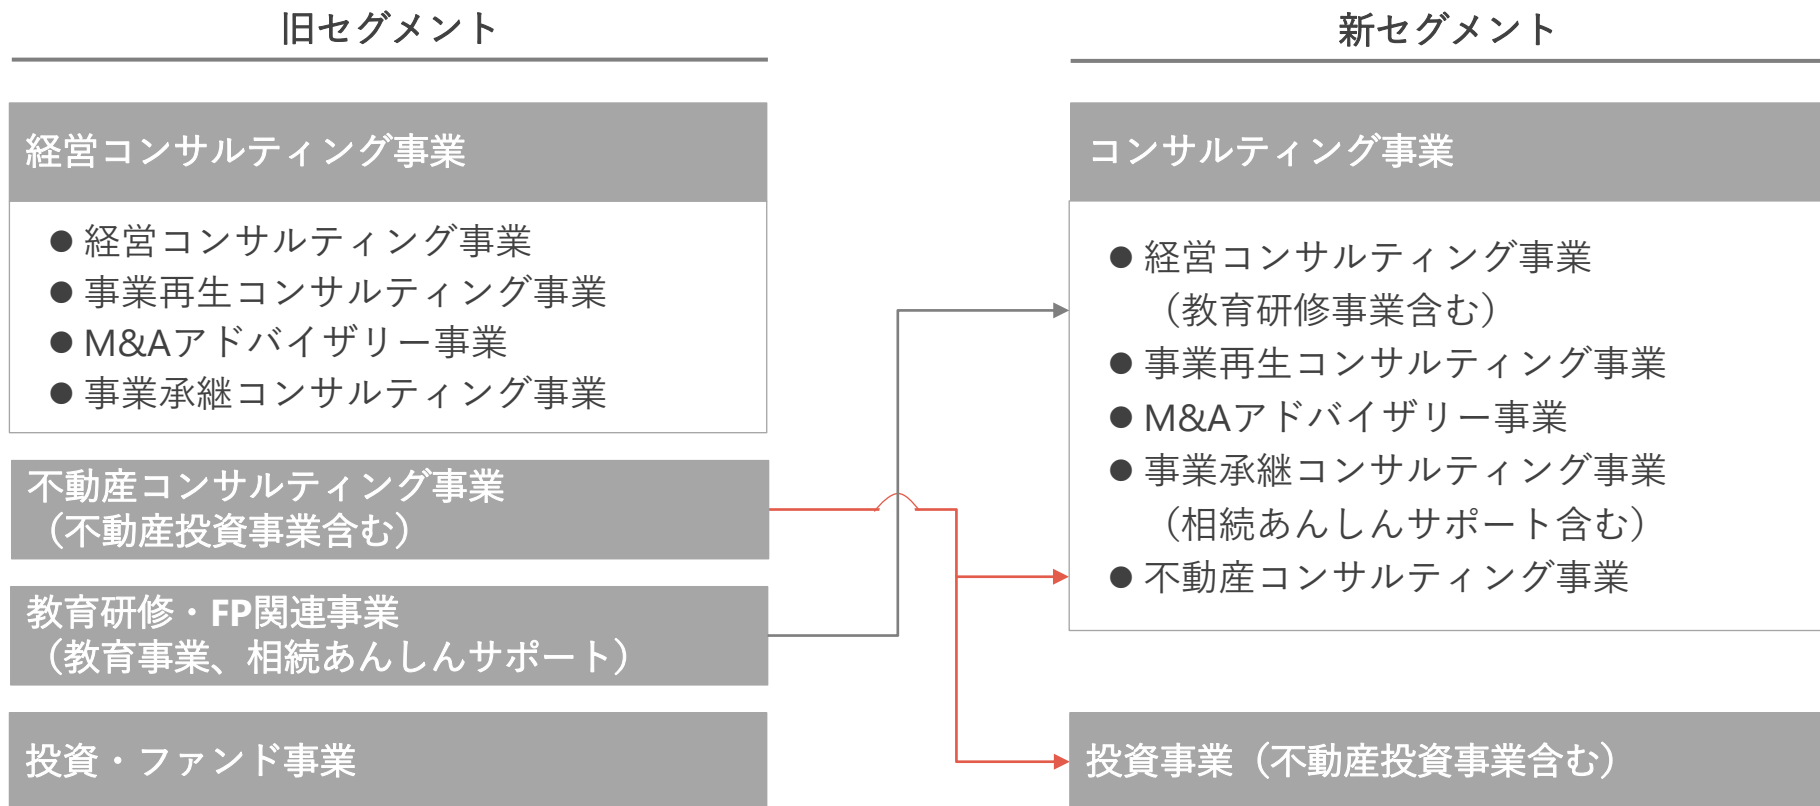 旧セグメント
経営コンサルティング事業
● 経営コンサルティング事業
● 事業再生コンサルティング事業
● M&Aアドバイザリー事業
● 事業承継コンサルティング事業
不動産コンサルティング事業
（不動産投資事業含む）
教育研修・FP関連事業
（教育事業、相続あんしんサポート）
投資・ファンド事業
新セグメント
コンサルティング事業
● 経営コンサルティング事業
（教育研修事業含む）
● 事業再生コンサルティング事業
● M&Aアドバイザリー事業
● 事業承継コンサルティング事業
（相続あんしんサポート含む）
● 不動産コンサルティング事業
投資事業（不動産投資事業含む）